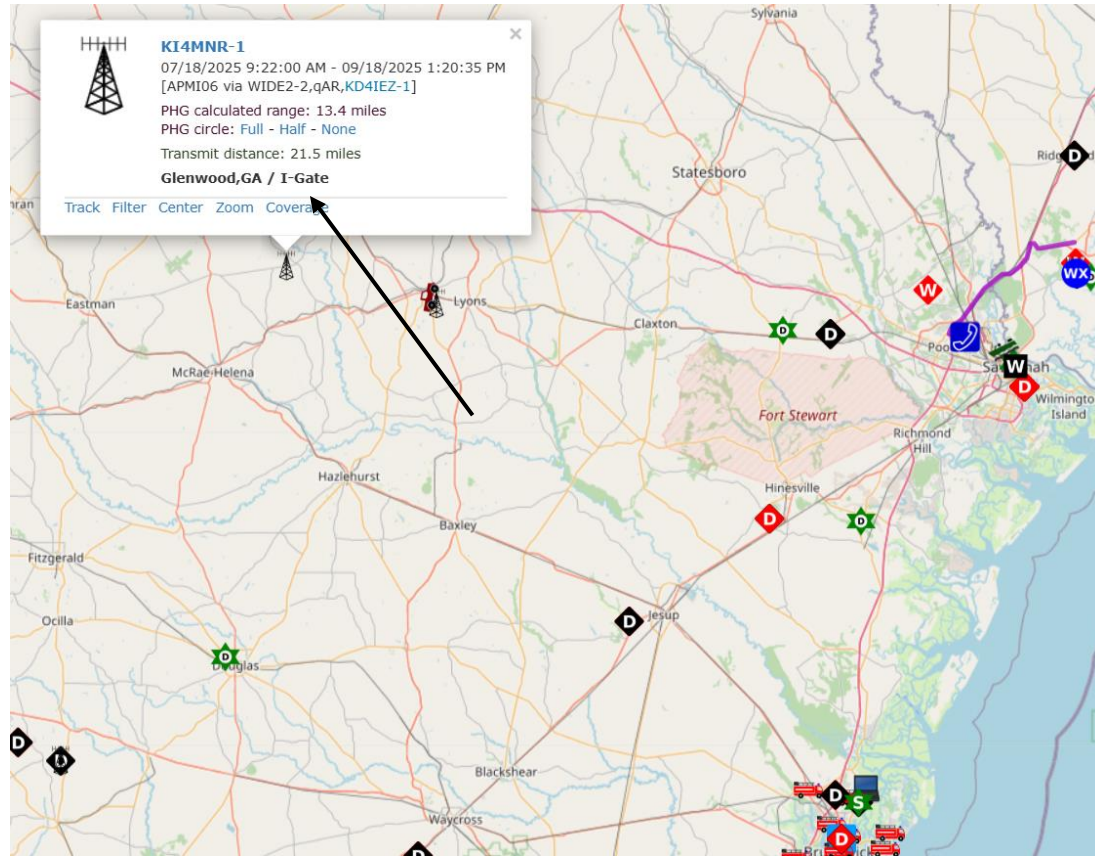 KI4MNR-1
07/18/2025 9:22:00 AM - 09/18/2025 1:20:35 PM
[APMI06 via WIDE2-2,qAR,KD4IEZ-1]
PHG calculated range: 13.4 miles
PHG circle: Full - Half - None
Transmit distance: 21.5 miles
Glenwood,GA / I-Gate
Track Filter Center Zoom Coverage
Sylvania
Statesboro
D
WX
Eastman
Lyons
W
Claxton
D
D
McRae-Helena
W
D
Wilmington
Island
Fort Stewart
Richmond
Hill
Hazlehurst
Hinesville
D
D
Baxley
Fitzgerald
Ocilla
D
Jesup
D
Douglas
D
D
Blackshear
D
S
Waycross
D
D